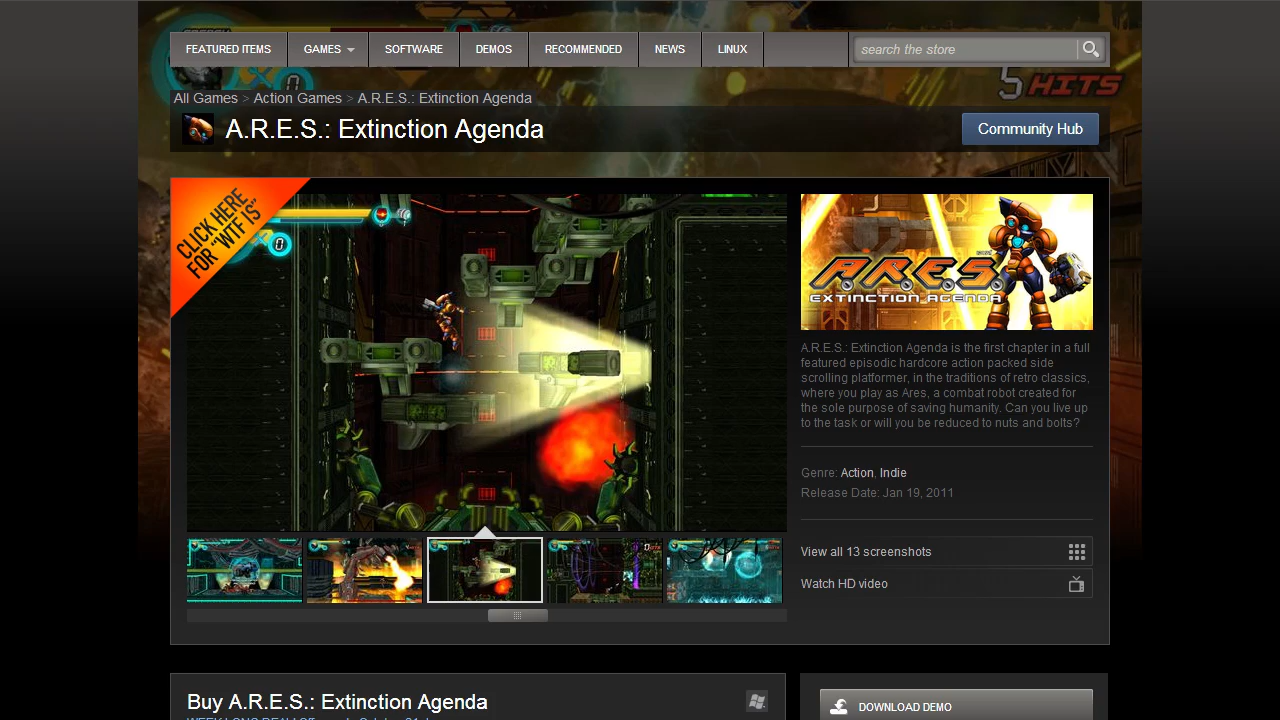 FEATURED ITEMS GAMES SOFTWARE DEMOS RECOMMENDED NEWS LINUX search the store
5 HITS
All Games > Action Games > A.R.E.S.: Extinction Agenda
A.R.E.S.: Extinction Agenda
Community Hub
CLICK HERE
FOR "WTF IS"
X 0
A.R.E.S
EXTINCTION AGENDA
A.R.E.S.: Extinction Agenda is the first chapter in a full
featured episodic hardcore action packed side
scrolling platformer, in the traditions of retro classics,
where you play as Ares, a combat robot created for
the sole purpose of saving humanity. Can you live up
to the task or will you be reduced to nuts and bolts?
Genre: Action, Indie
Release Date: Jan 19, 2011
View all 13 screenshots
Watch HD video
Buy A.R.E.S.: Extinction Agenda
DOWNLOAD DEMO